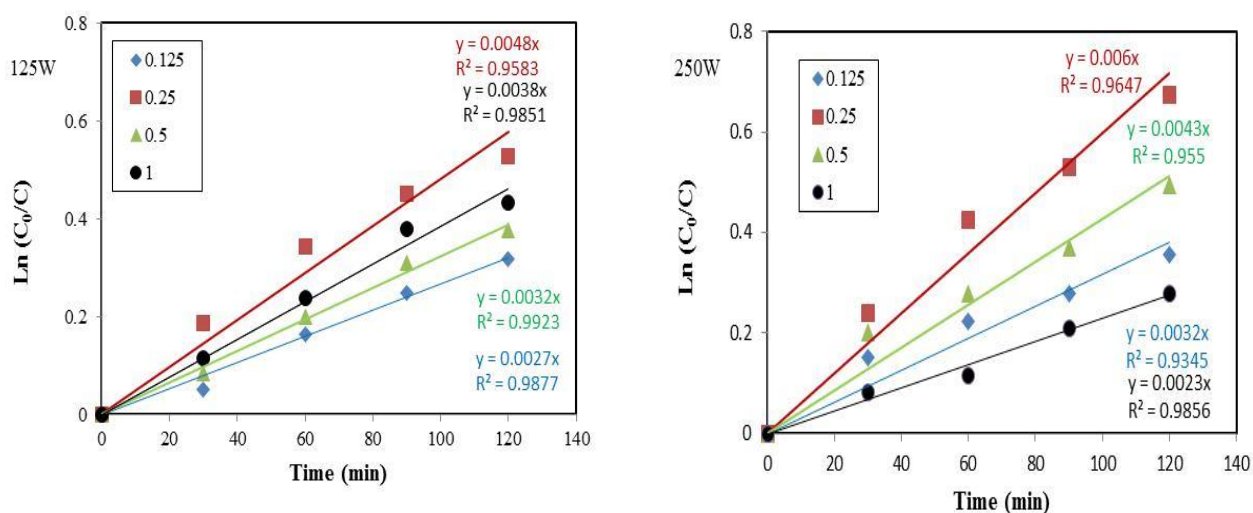 125W
Ln (C₀/C)
0.8
0.6
0.4
0.2
0
0.125
0.25
0.5
1
y = 0.0048x
R² = 0.9583
y = 0.0038x
R² = 0.9851
y = 0.0032x
R² = 0.9923
y = 0.0027x
R² = 0.9877
0 20 40 60 80 100 120 140
Time (min)
250W
Ln (C₀/C)
0.8
0.6
0.4
0.2
0
0.125
0.25
0.5
1
y = 0.006x
R² = 0.9647
y = 0.0043x
R² = 0.955
y = 0.0032x
R² = 0.9345
y = 0.0023x
R² = 0.9856
0 20 40 60 80 100 120 140
Time (min)